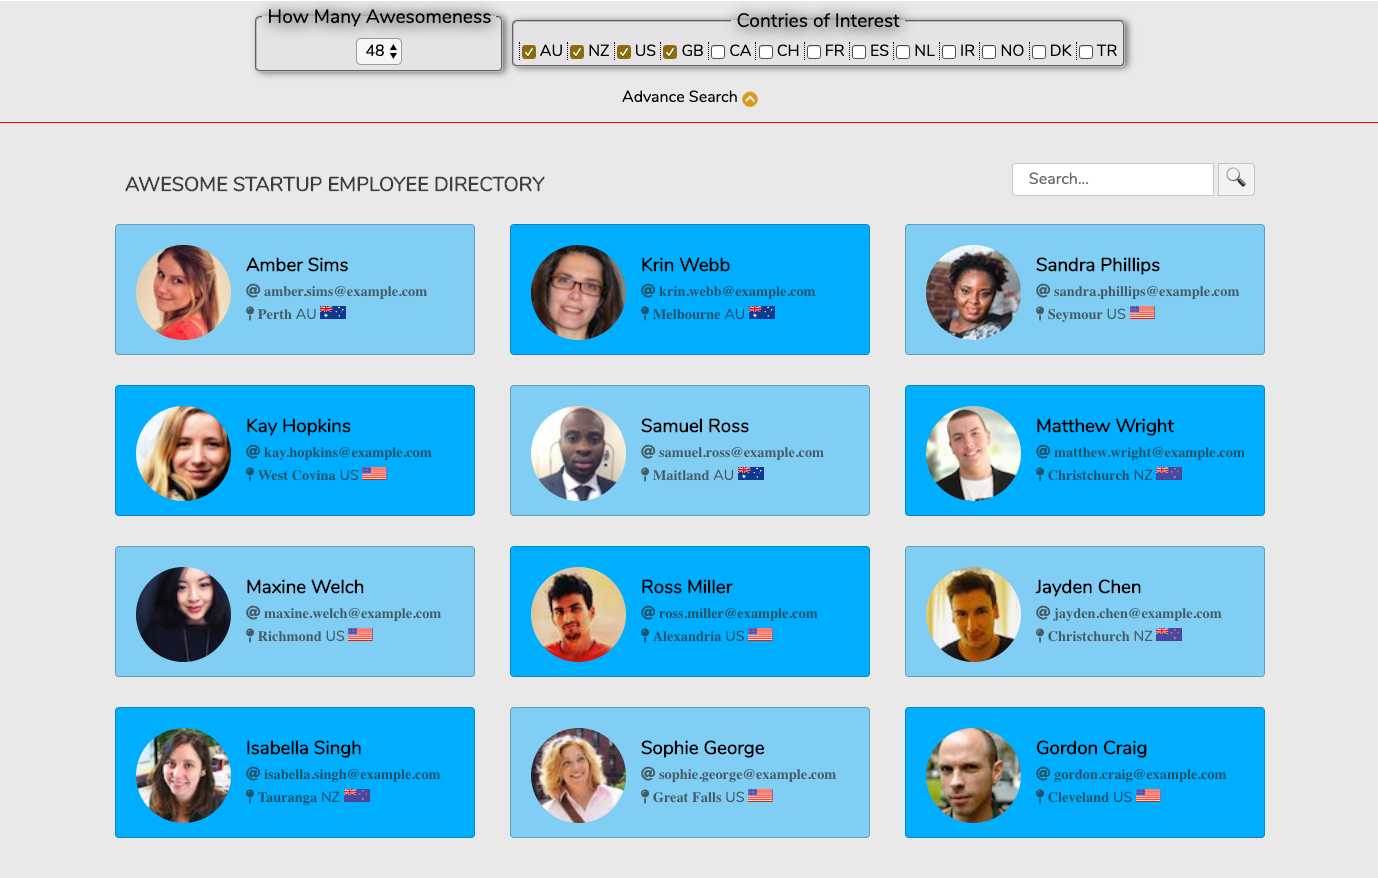 How Many Awesomeness
Contries of Interest
48
AU NZ US GB CA CH FR ES NL IR NO DK TR
Advance Search
AWESOME STARTUP EMPLOYEE DIRECTORY
Search...
Amber Sims
amber.sims@example.com
Perth AU
Krin Webb
krin.webb@example.com
Melbourne AU
Sandra Phillips
sandra.phillips@example.com
Seymour US
Kay Hopkins
kay.hopkins@example.com
West Covina US
Samuel Ross
samuel.ross@example.com
Maitland AU
Matthew Wright
matthew.wright@example.com
Christchurch NZ
Maxine Welch
maxine.welch@example.com
Richmond US
Ross Miller
ross.miller@example.com
Alexandria US
Jayden Chen
jayden.chen@example.com
Christchurch NZ
Isabella Singh
isabella.singh@example.com
Tauranga NZ
Sophie George
sophie.george@example.com
Great Falls US
Gordon Craig
gordon.craig@example.com
Cleveland US